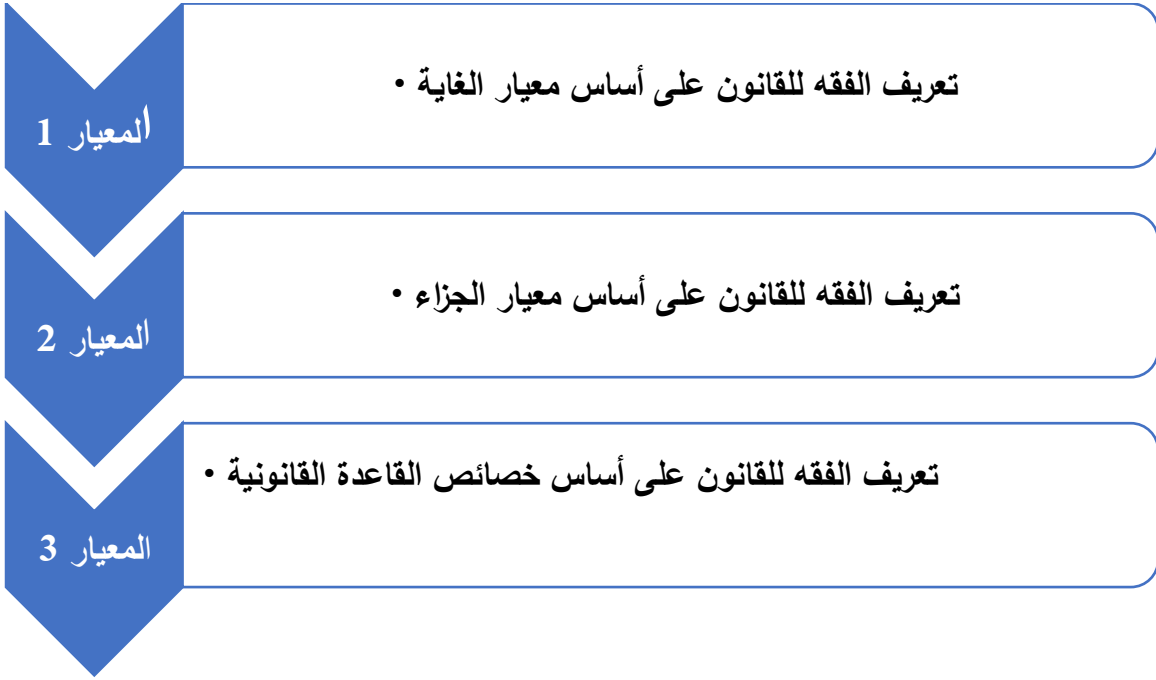 المعيار 1
تعريف الفقه للقانون على أساس معيار الغاية •
المعيار 2
تعريف الفقه للقانون على أساس معيار الجزاء •
المعيار 3
تعريف الفقه للقانون على أساس خصائص القاعدة القانونية •